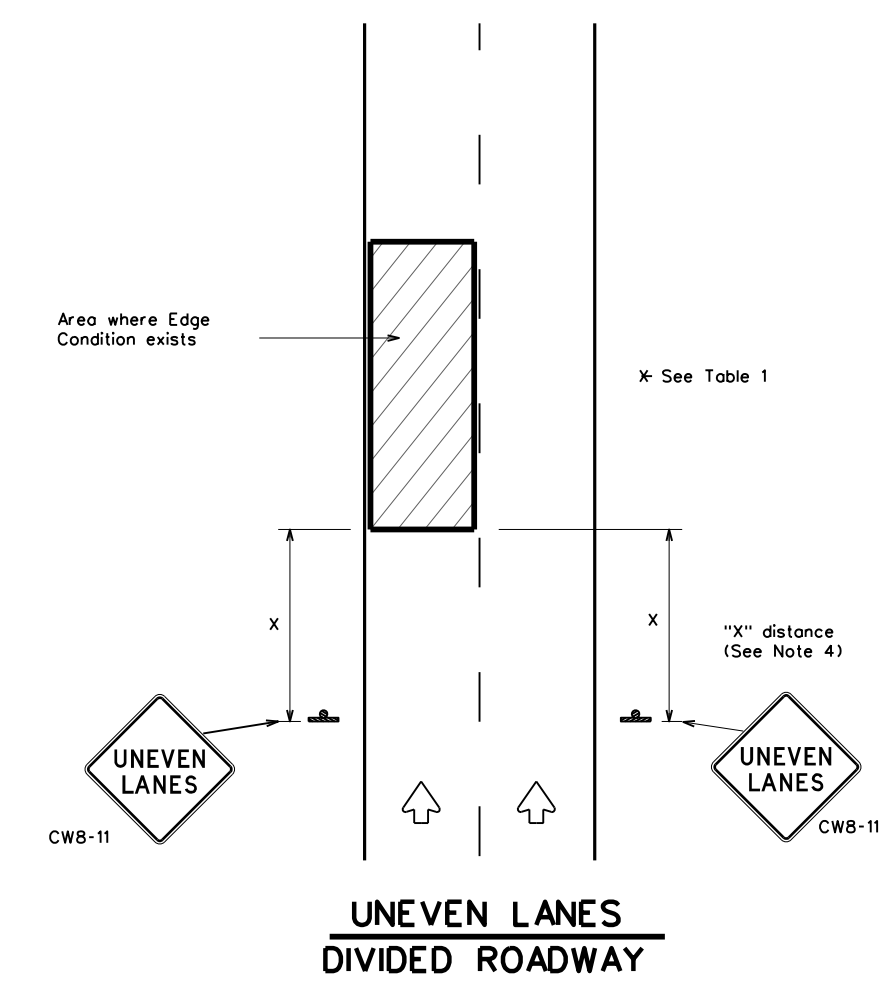 Area where Edge
Condition exists
X- See Table 1
X
X
"X" distance
(See Note 4)
UNEVEN
LANES
CW8-11
UNEVEN
LANES
CW8-11
UNEVEN LANES
DIVIDED ROADWAY